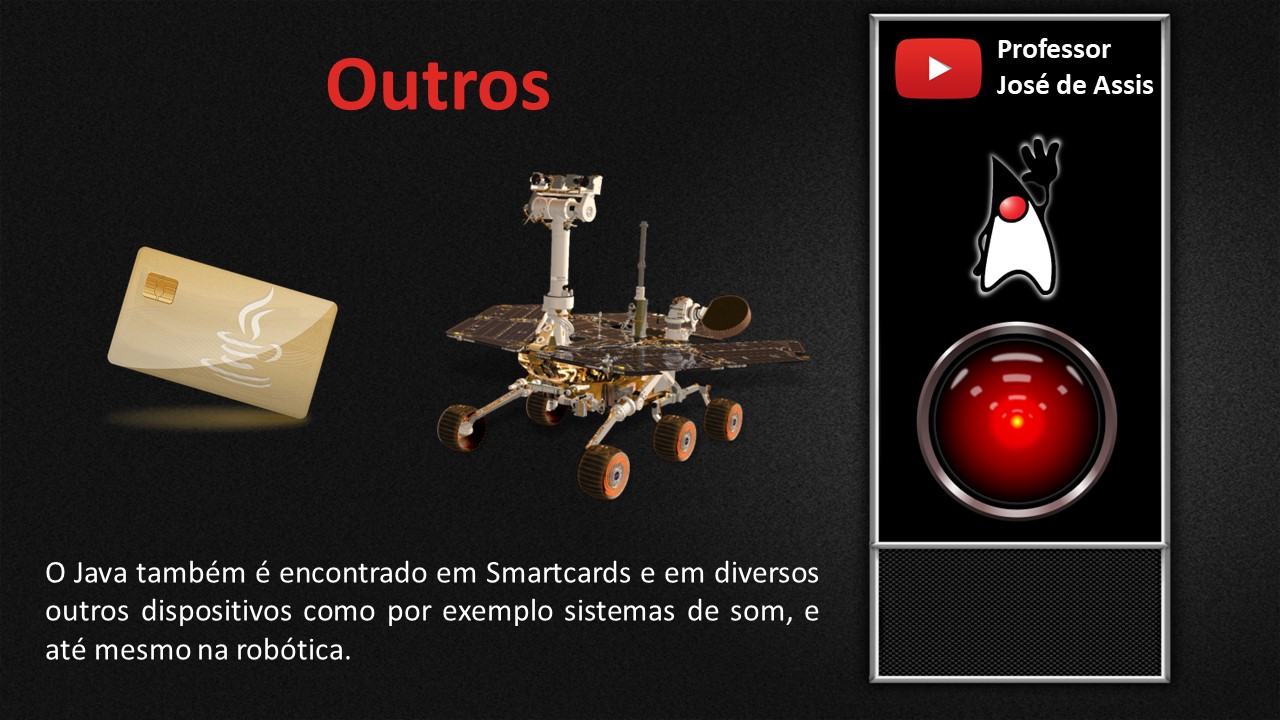 Outros
Professor
José de Assis
O Java também é encontrado em Smartcards e em diversos
outros dispositivos como por exemplo sistemas de som, e
até mesmo na robótica.